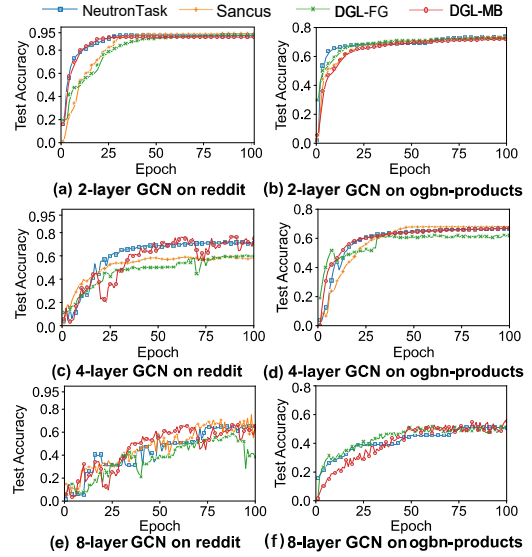 NeutronTask Sancus DGL-FG DGL-MB
0.95
0.8
0.6
0.4
0.2
0.0
Test Accuracy
0 25 50 75 100
Epoch
(a) 2-layer GCN on reddit
0.8
0.6
0.4
0.2
0.0
Test Accuracy
0 25 50 75 100
Epoch
(b) 2-layer GCN on ogbn-products
0.95
0.8
0.6
0.4
0.2
0.0
Test Accuracy
0 25 50 75 100
Epoch
(c) 4-layer GCN on reddit
0.8
0.6
0.4
0.2
0.0
Test Accuracy
0 25 50 75 100
Epoch
(d) 4-layer GCN on ogbn-products
0.95
0.8
0.6
0.4
0.2
0.0
Test Accuracy
0 25 50 75 100
Epoch
(e) 8-layer GCN on reddit
0.8
0.6
0.4
0.2
0.0
Test Accuracy
0 25 50 75 100
Epoch
(f) 8-layer GCN on ogbn-products